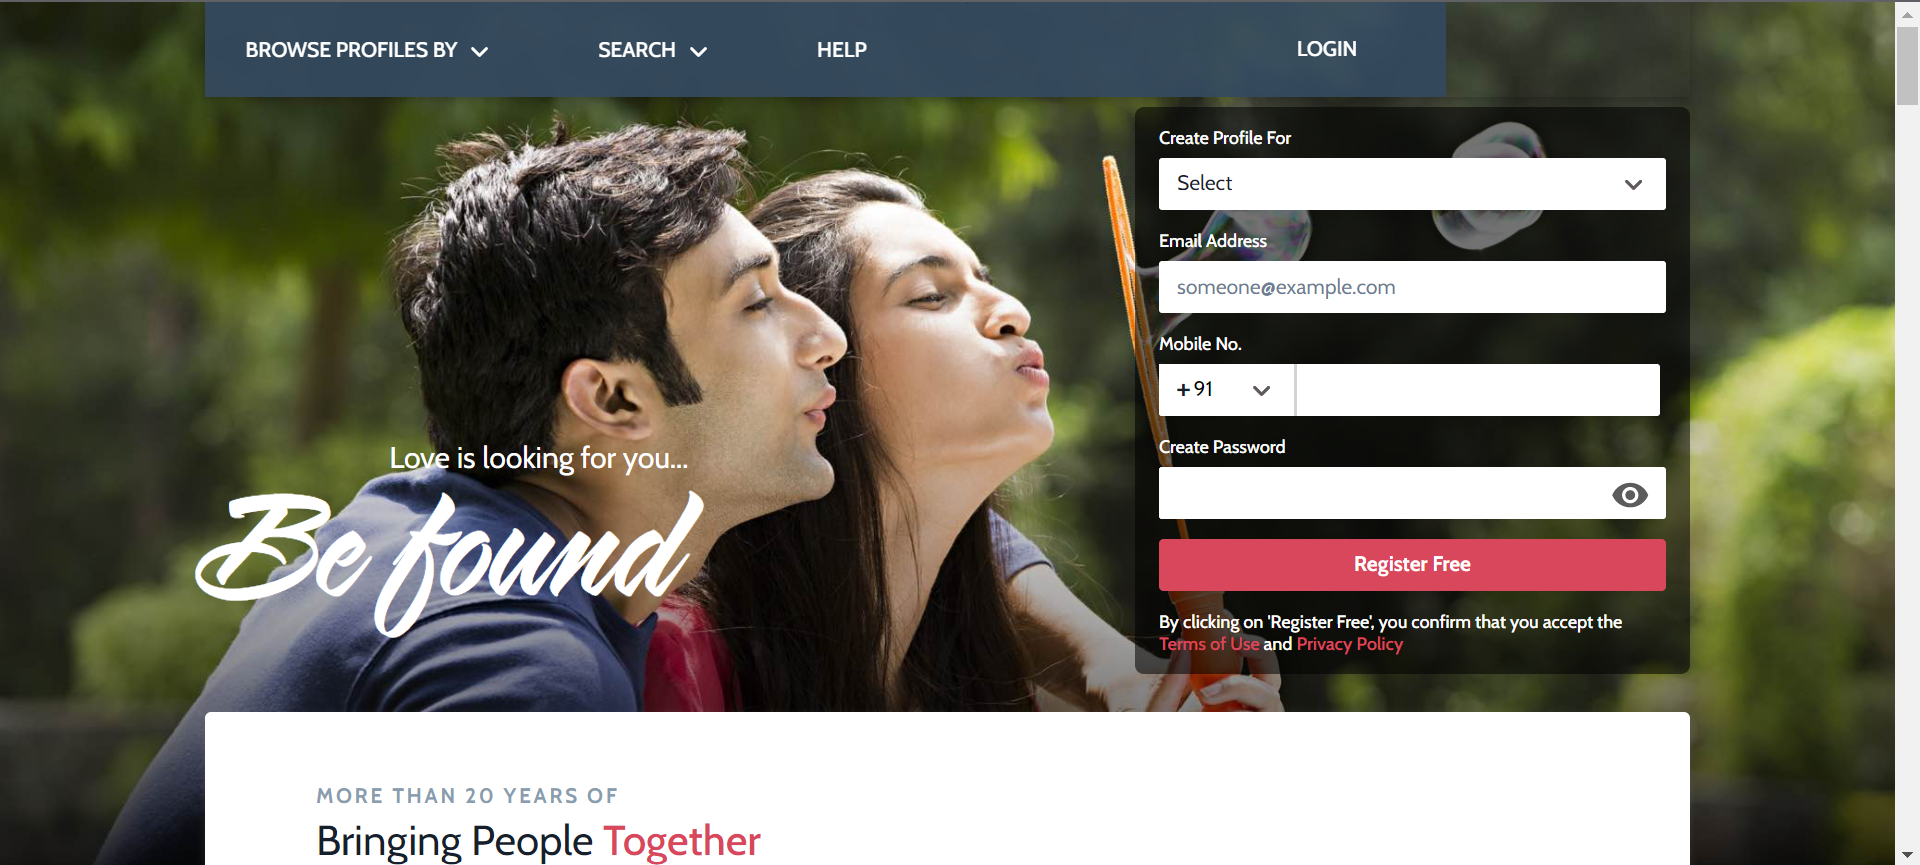 BROWSE PROFILES BY
SEARCH
HELP
LOGIN
Create Profile For
Select
Email Address
someone@example.com
Mobile No.
+91
Create Password
Register Free
By clicking on 'Register Free', you confirm that you accept the
Terms of Use and Privacy Policy
Love is looking for you...
Be found
MORE THAN 20 YEARS OF
Bringing People Together